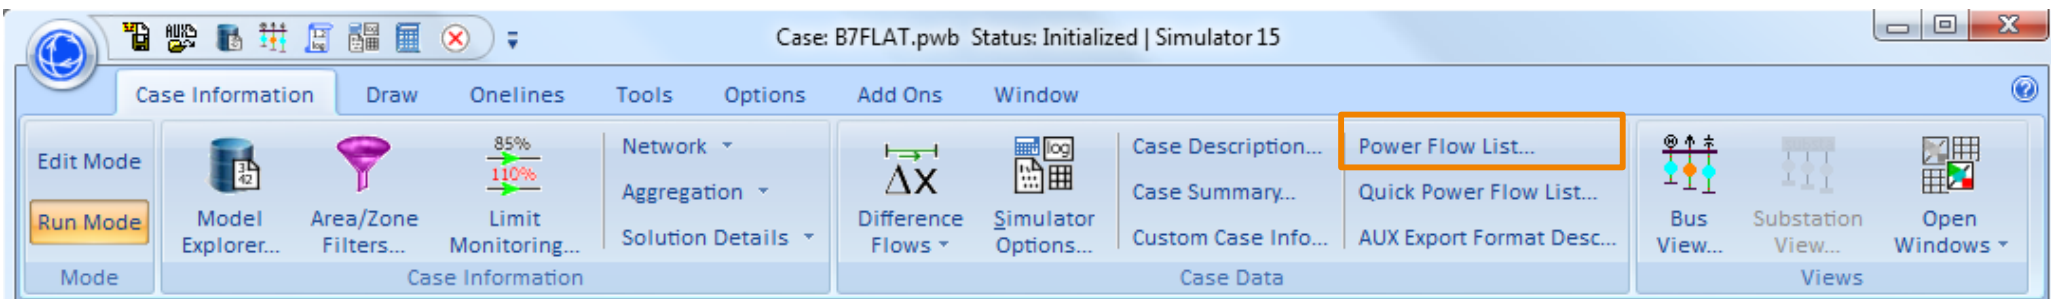 Case: B7FLAT.pwb Status: Initialized | Simulator 15
Case Information Draw Onelines Tools Options Add Ons Window
Edit Mode
Run Mode
Mode
Model
Explorer...
Area/Zone
Filters...
85%
110%
Limit
Monitoring...
Network
Aggregation
Solution Details
Case Information
ΔX
Difference
Flows
log
Simulator
Options...
Case Description...
Case Summary...
Custom Case Info...
Power Flow List...
Quick Power Flow List...
AUX Export Format Desc...
Case Data
Bus
View...
Substation
View...
Open
Windows
Views